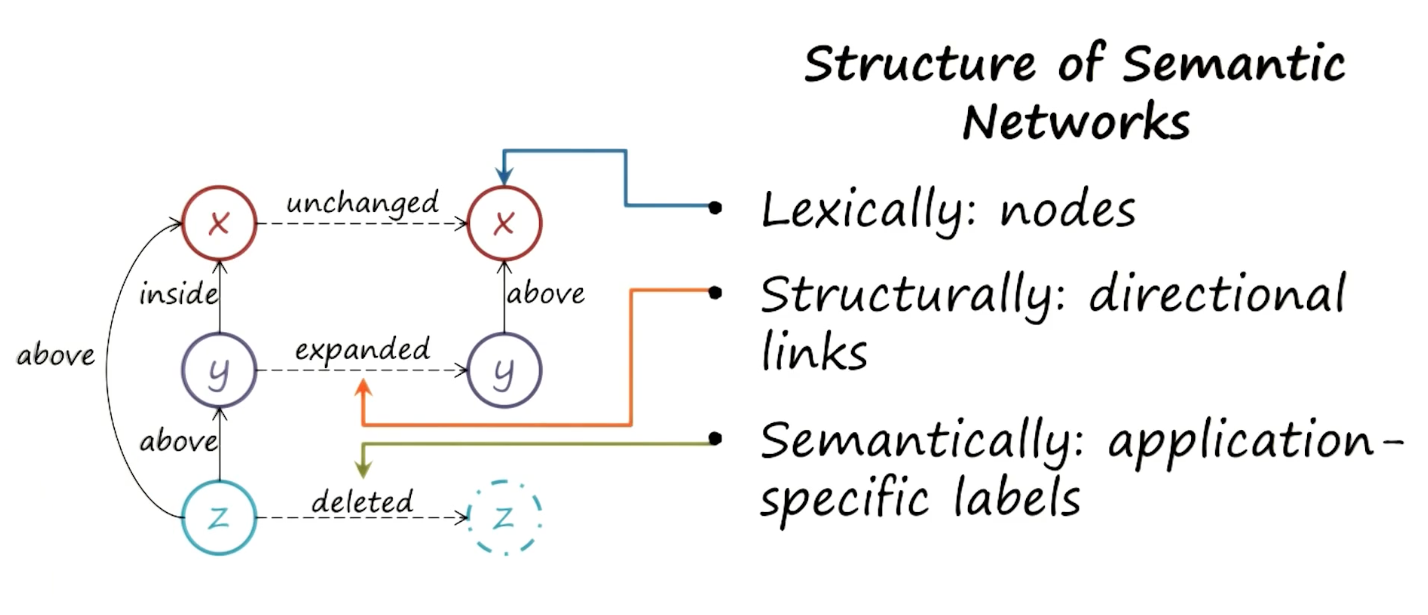 Structure of Semantic
Networks
x
unchanged
x
Lexically: nodes
inside
above
Structurally: directional
links
above
y
expanded
y
above
Semantically: application-
specific labels
z
deleted
z